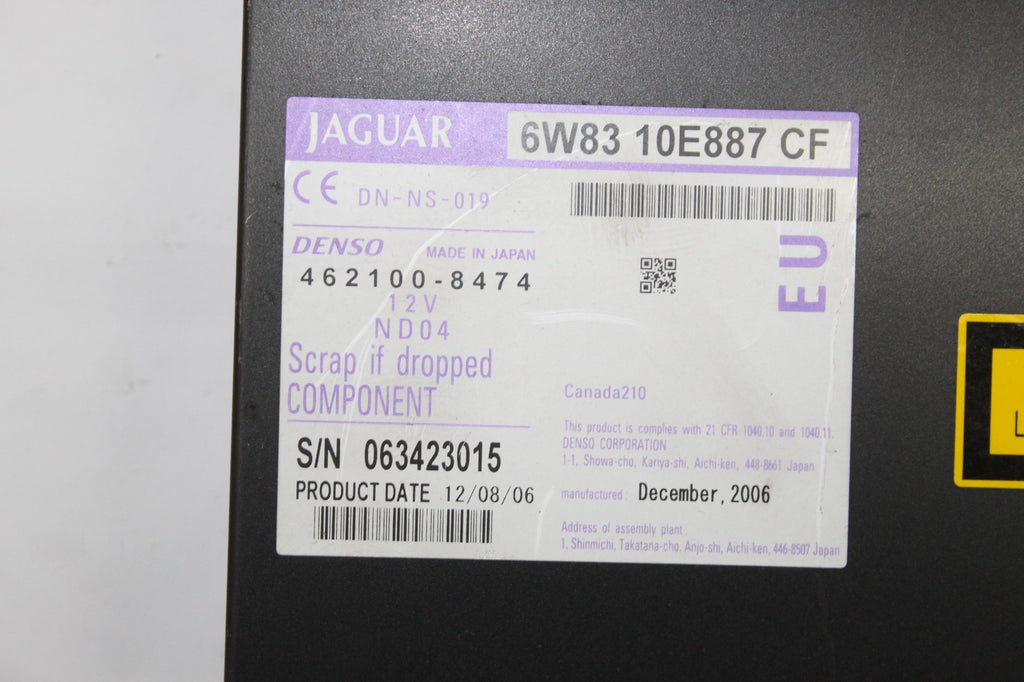 JAGUAR
6W83 10E887 CF
CE DN-NS-019
DENSO MADE IN JAPAN
462100-8474
12V
ND04
Scrap if dropped
COMPONENT
S/N 063423015
PRODUCT DATE 12/08/06
EU
Canada210
This product is complies with 21 CFR 1040.10 and 1040.11.
DENSO CORPORATION
1-1, Showa-cho, Kariya-shi, Aichi-ken, 448-8661 Japan
manufactured: December, 2006
Address of assembly plant
1, Shinmichi, Takatana-cho, Anjo-shi, Aichi-ken, 446-8507 Japan